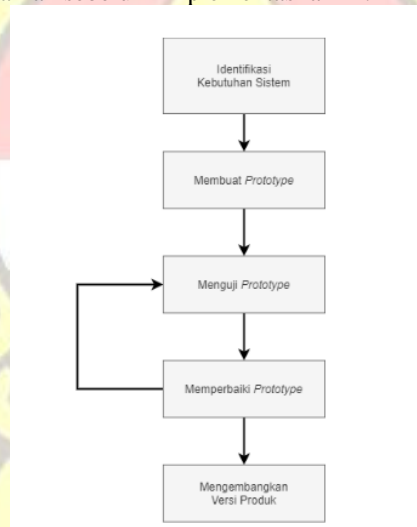 Identifikasi
Kebutuhan Sistem
Membuat Prototype
Menguji Prototype
Memperbaiki Prototype
Mengembangkan
Versi Produk